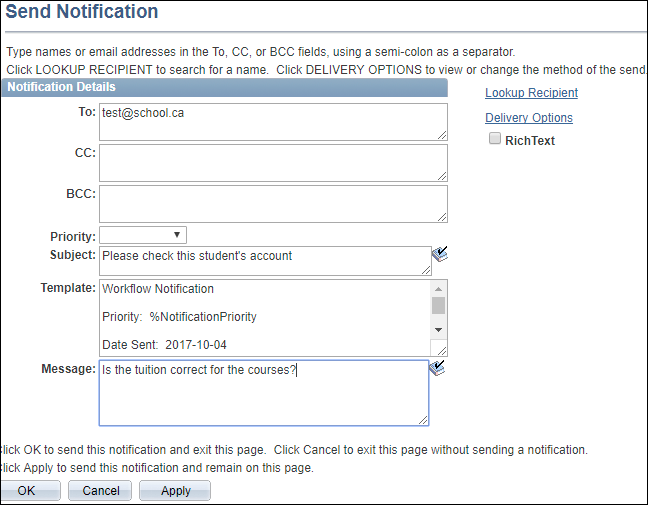 Send Notification
Type names or email addresses in the To, CC, or BCC fields, using a semi-colon as a separator.
Click LOOKUP RECIPIENT to search for a name. Click DELIVERY OPTIONS to view or change the method of the send.
Notification Details
Lookup Recipient
To: test@school.ca
Delivery Options
RichText
CC:
BCC:
Priority:
Subject: Please check this student's account
Template: Workflow Notification
Priority: %NotificationPriority
Date Sent: 2017-10-04
Message: Is the tuition correct for the courses?
Click OK to send this notification and exit this page. Click Cancel to exit this page without sending a notification.
Click Apply to send this notification and remain on this page.
OK Cancel Apply